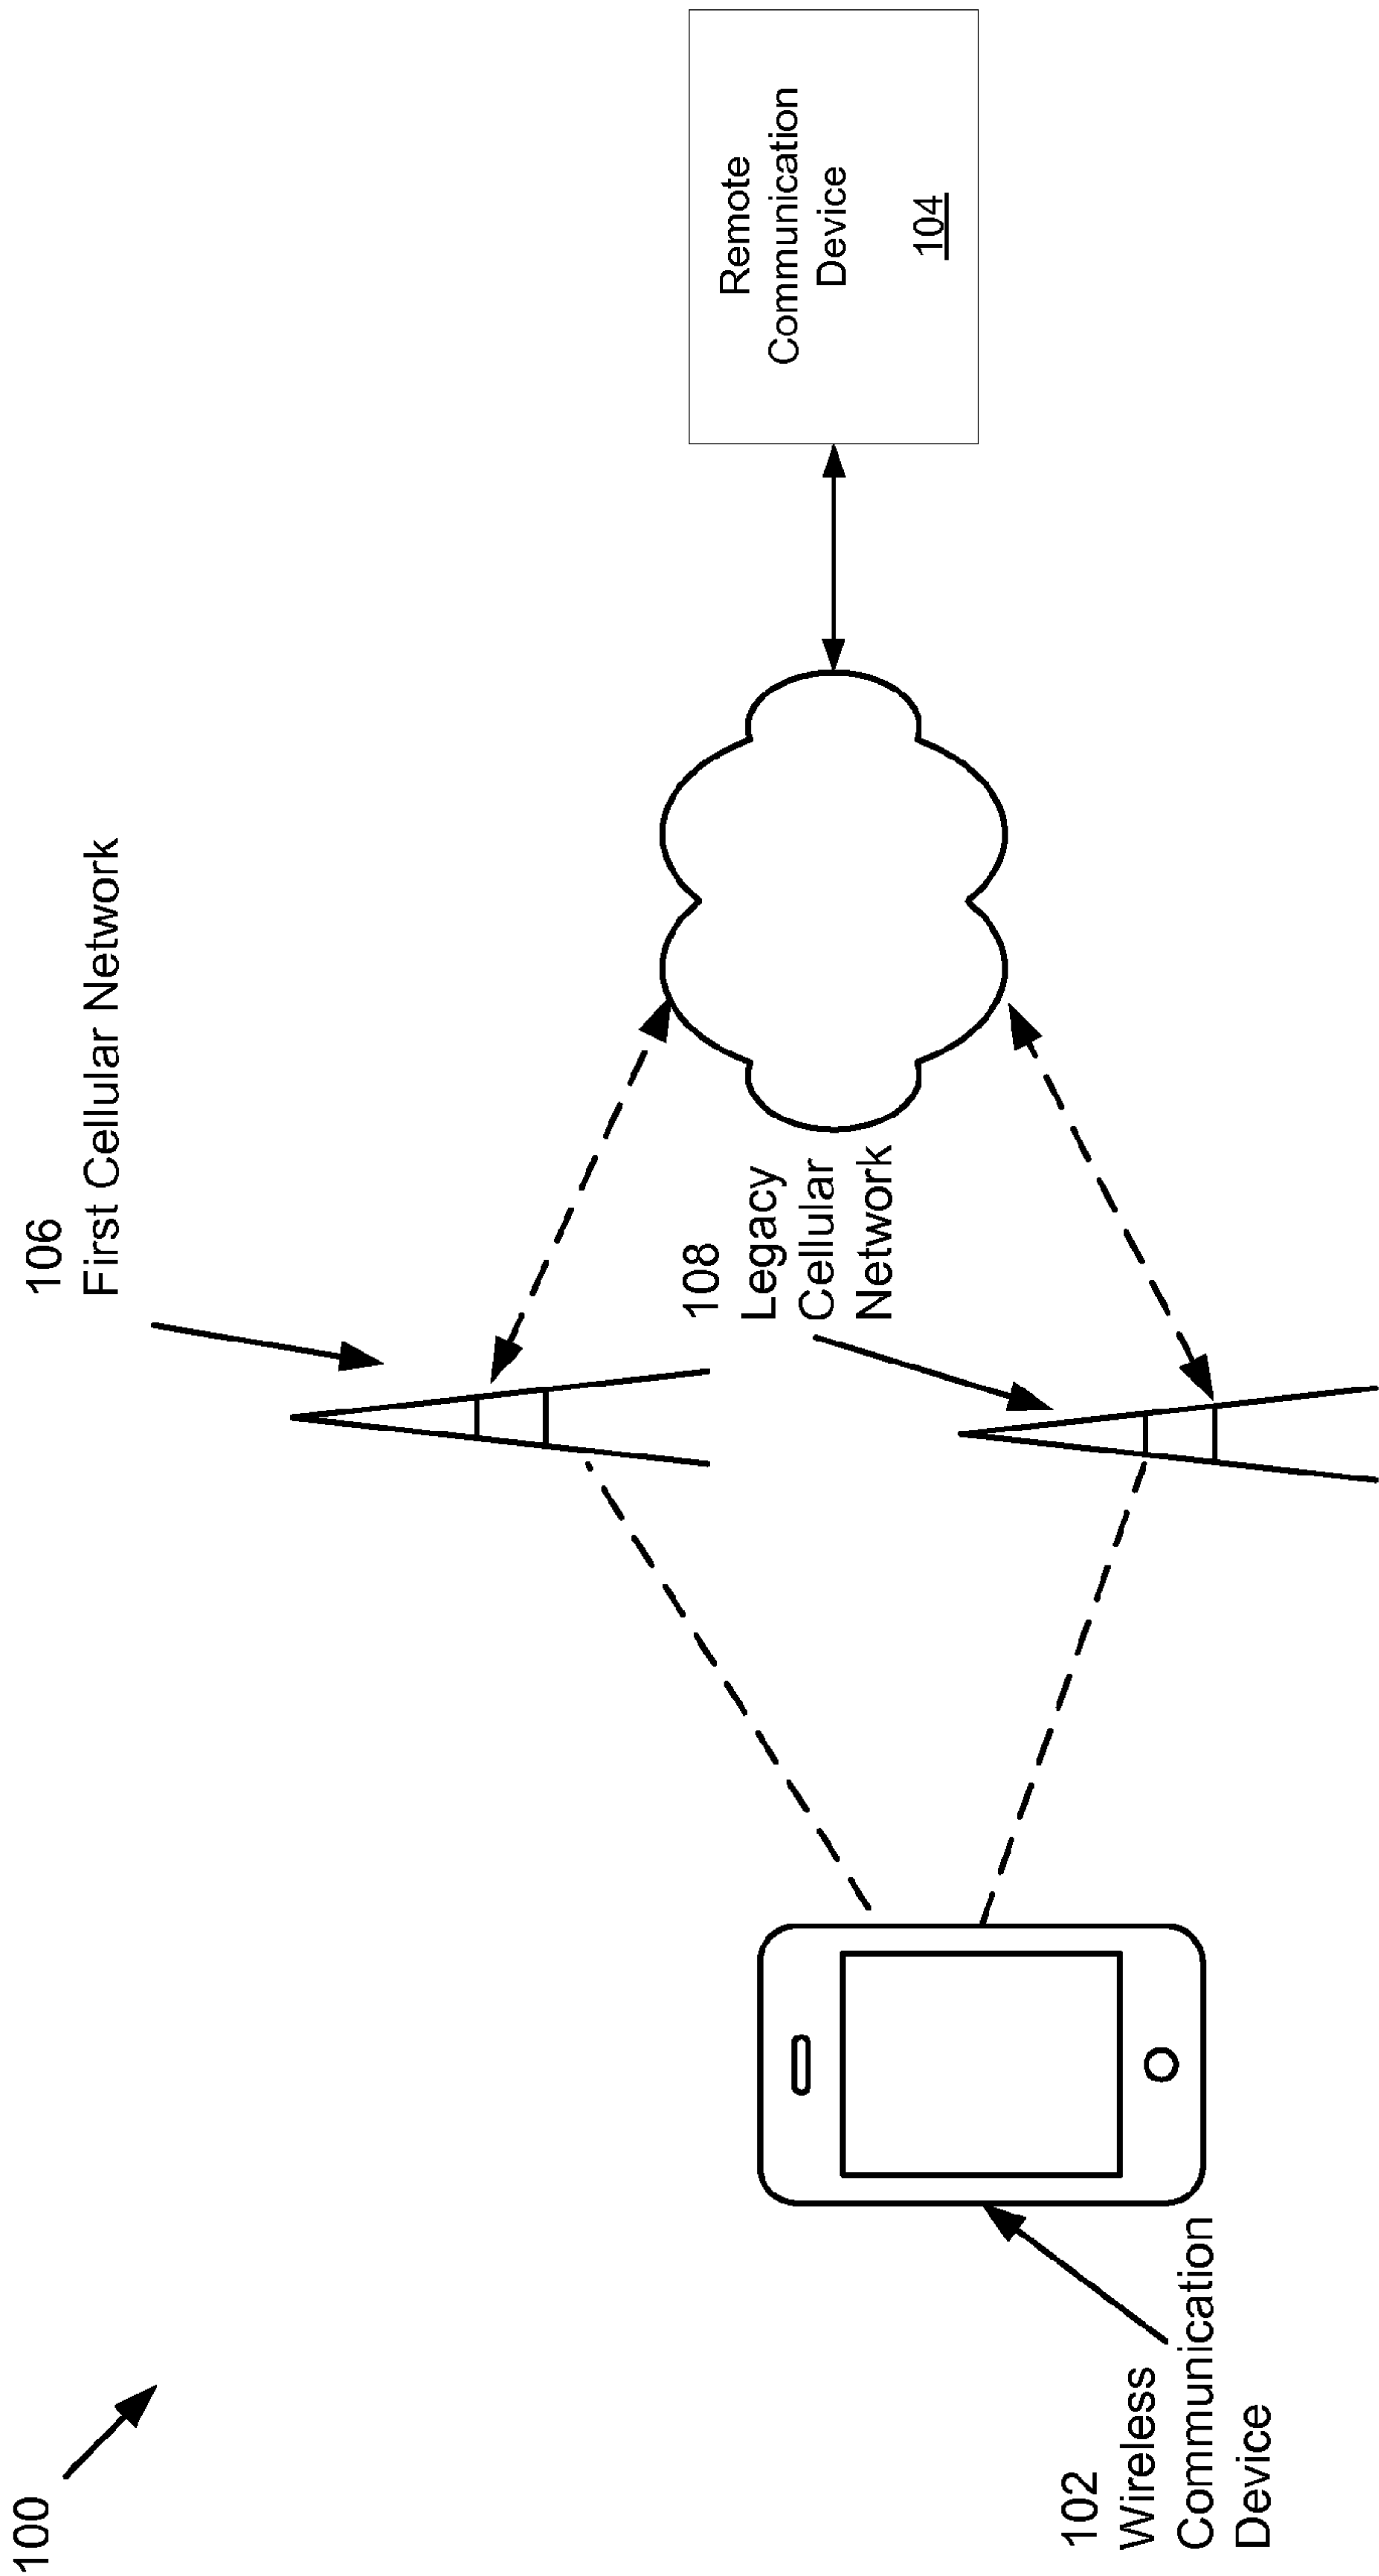 100
106
First Cellular Network
108
Legacy
Cellular
Network
Remote
Communication
Device
104
102
Wireless
Communication
Device